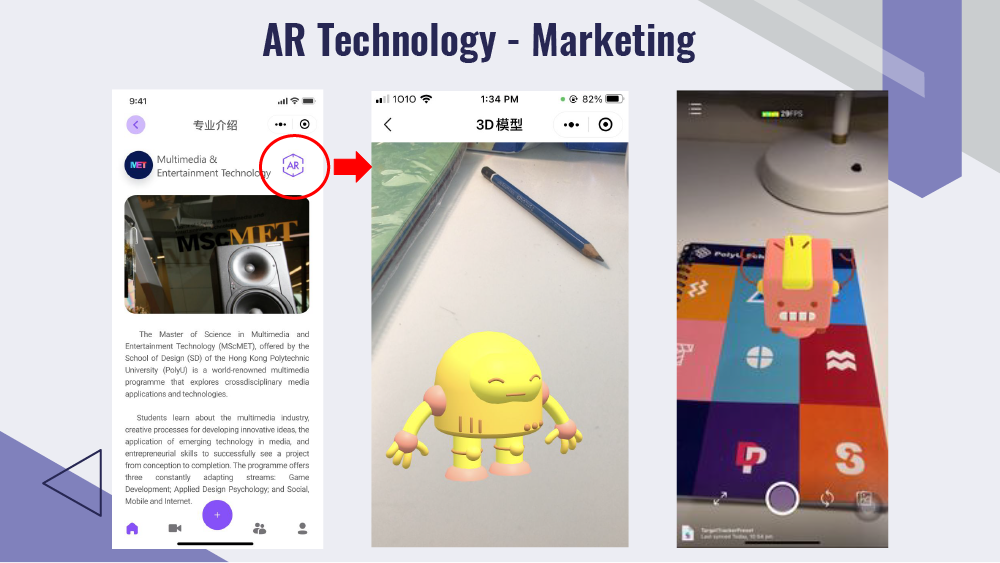 AR Technology - Marketing
9:41
专业介绍
MET
Multimedia &
Entertainment Technology
AR
MScMET
The Master of Science in Multimedia and
Entertainment Technology (MScMET), offered by the
School of Design (SD) of the Hong Kong Polytechnic
University (PolyU) is a world-renowned multimedia
programme that explores crossdisciplinary media
applications and technologies.
Students learn about the multimedia industry,
creative processes for developing innovative ideas, the
application of emerging technology in media, and
entrepreneurial skills to successfully see a project
from conception to completion. The programme offers
three constantly adapting streams: Game
Development; Applied Design Psychology; and Social,
Mobile and Internet.
1010
1:34 PM
82%
3D模型
29FPS
TargetTrackerPreset
Last synced Today, 10:54 pm